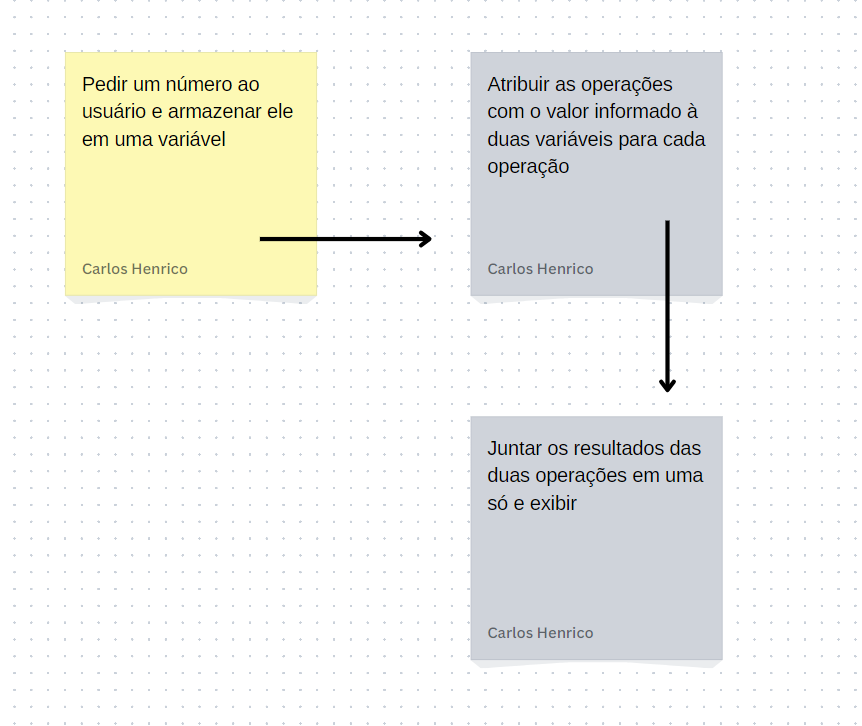 Pedir um número ao
usuário e armazenar ele
em uma variável
Carlos Henrico
Atribuir as operações
com o valor informado à
duas variáveis para cada
operação
Carlos Henrico
Juntar os resultados das
duas operações em uma
só e exibir
Carlos Henrico